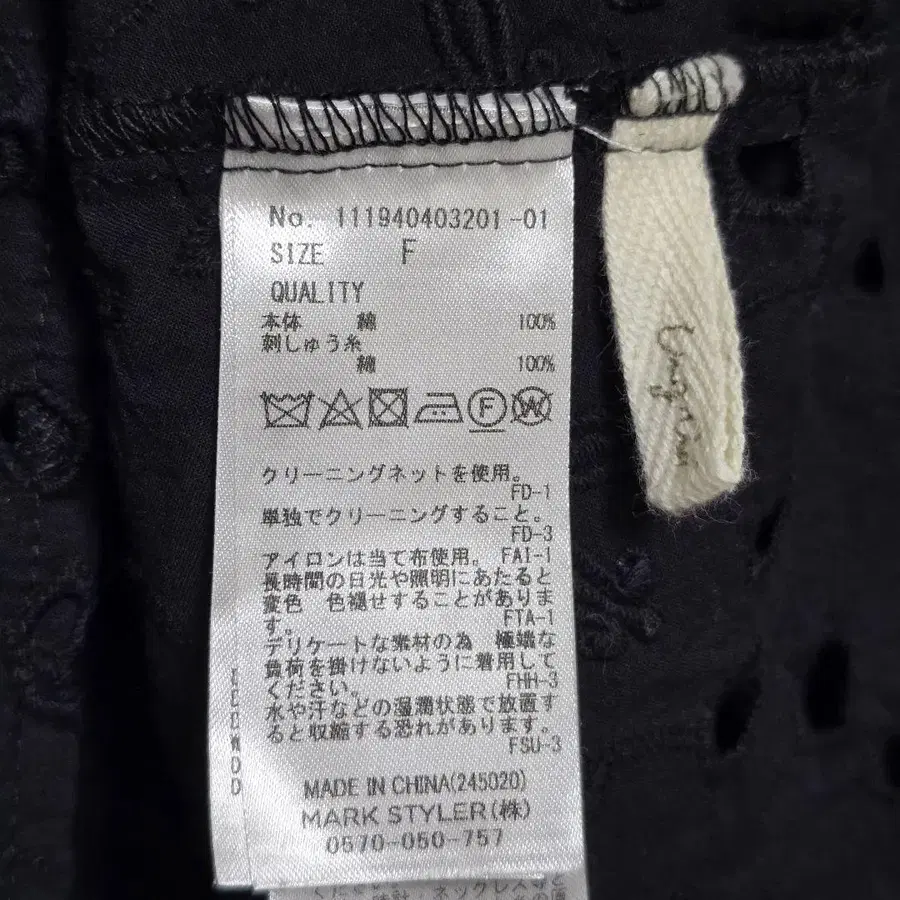 No. 111940403201-01
SIZE F
QUALITY
本体 綿 100%
刺しゅう糸
綿 100%
F W
クリーニングネットを使用。
FD-1
単独でクリーニングすること。
FD-3
アイロンは当て布使用。 FAI-1
長時間の日光や照明にあたると
変色 色褪せすることがありま
す。 FTA-1
デリケートな素材の為 極端な
負荷を掛けないように着用して
ください。 FHH-3
水や汗などの湿潤状態で放置す
ると収縮する恐れがあります。
FSU-3
MADE IN CHINA(245020)
MARK STYLER(株)
0570-050-757